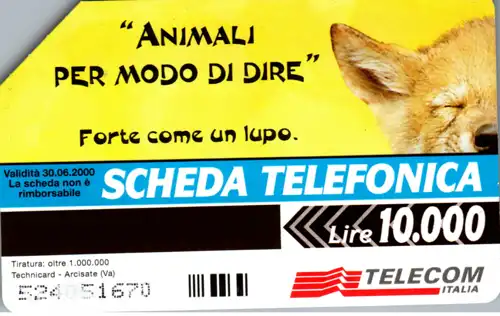 "ANIMALI
PER MODO DI DIRE"
Forte come un lupo.
Validità 30.06.2000
La scheda non è
rimborsabile
SCHEDA TELEFONICA
Lire 10.000
Tiratura: oltre 1.000.000
Technicard - Arcisate (Va)
524051670
TELECOM
ITALIA